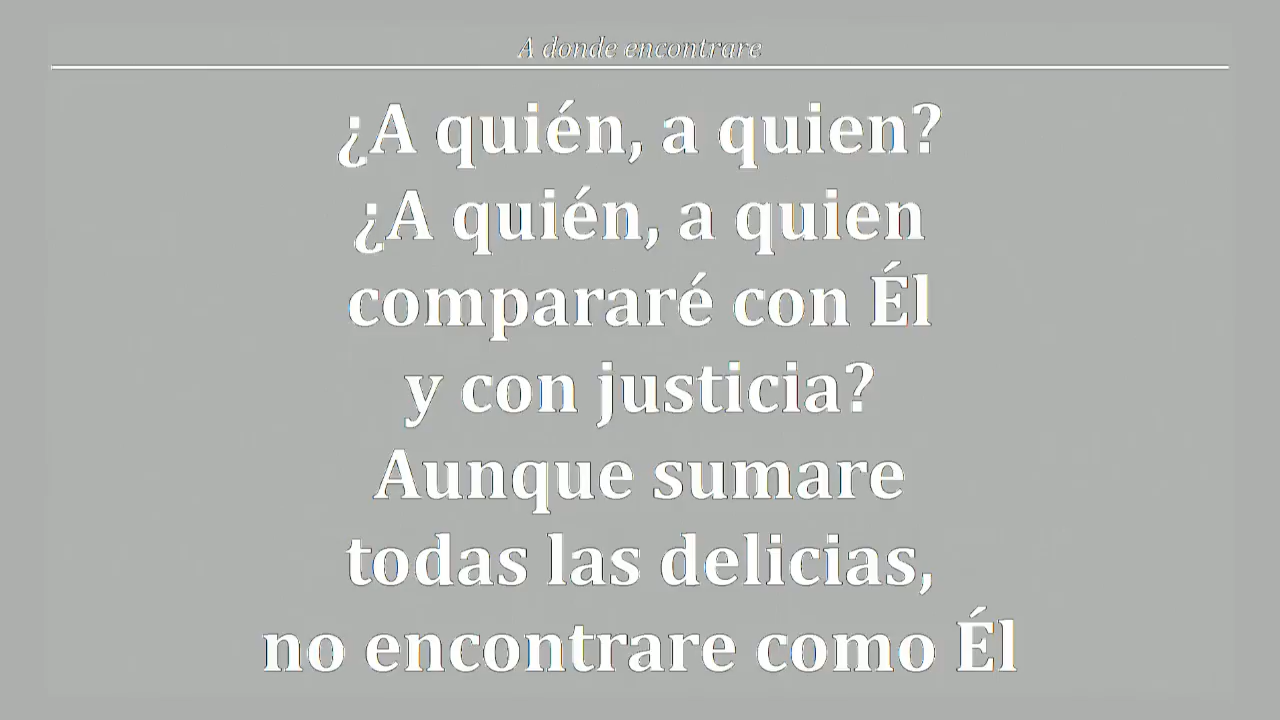 A donde encontrare
¿A quién, a quien?
¿A quién, a quien
compararé con Él
y con justicia?
Aunque sumare
todas las delicias,
no encontrare como Él